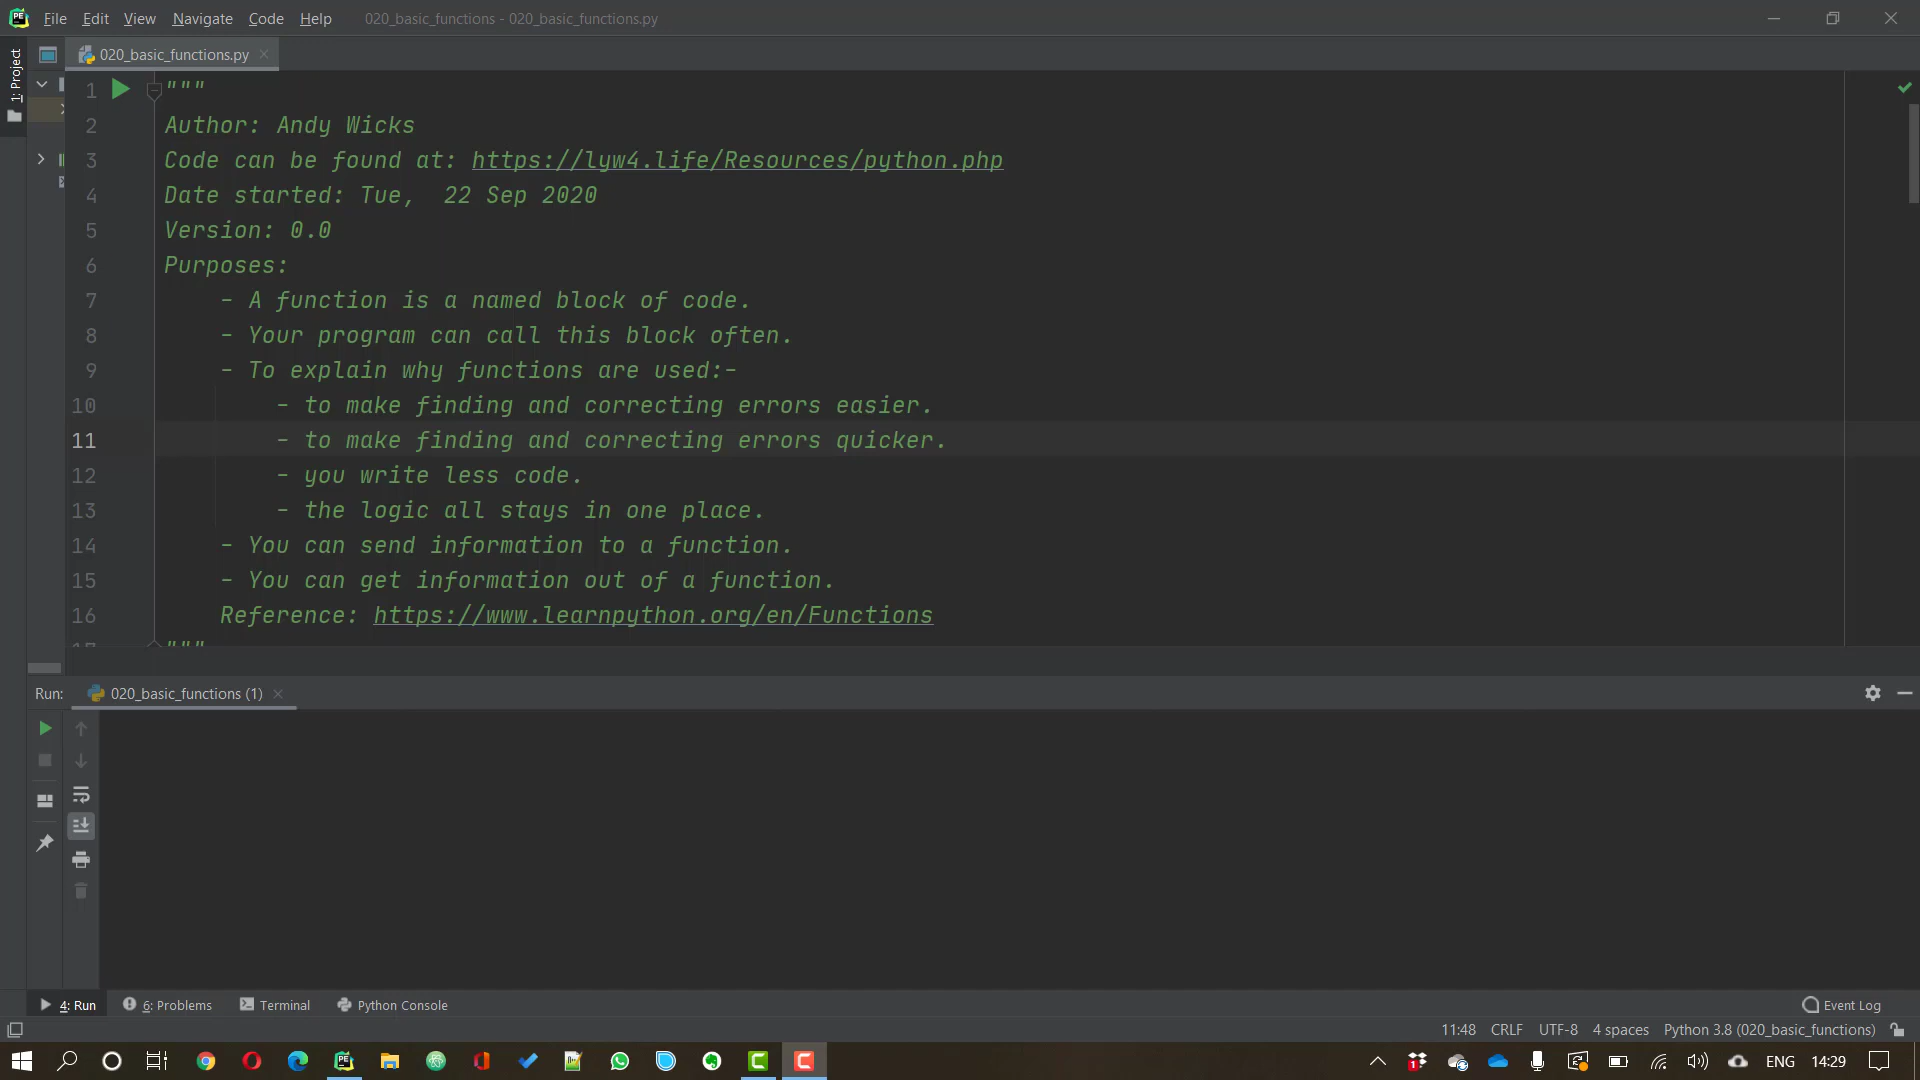 File Edit View Navigate Code Help 020_basic_functions - 020_basic_functions.py
1: Project
020_basic_functions.py
1 """
2 Author: Andy Wicks
3 Code can be found at: https://lyw4.life/Resources/python.php
4 Date started: Tue,  22 Sep 2020
5 Version: 0.0
6 Purposes:
7 - A function is a named block of code.
8 - Your program can call this block often.
9 - To explain why functions are used:-
10 - to make finding and correcting errors easier.
11 - to make finding and correcting errors quicker.
12 - you write less code.
13 - the logic all stays in one place.
14 - You can send information to a function.
15 - You can get information out of a function.
16 Reference: https://www.learnpython.org/en/Functions
17 """
Run: 020_basic_functions (1)
4: Run 6: Problems Terminal Python Console Event Log
11:48 CRLF UTF-8 4 spaces Python 3.8 (020_basic_functions)
ENG 14:29